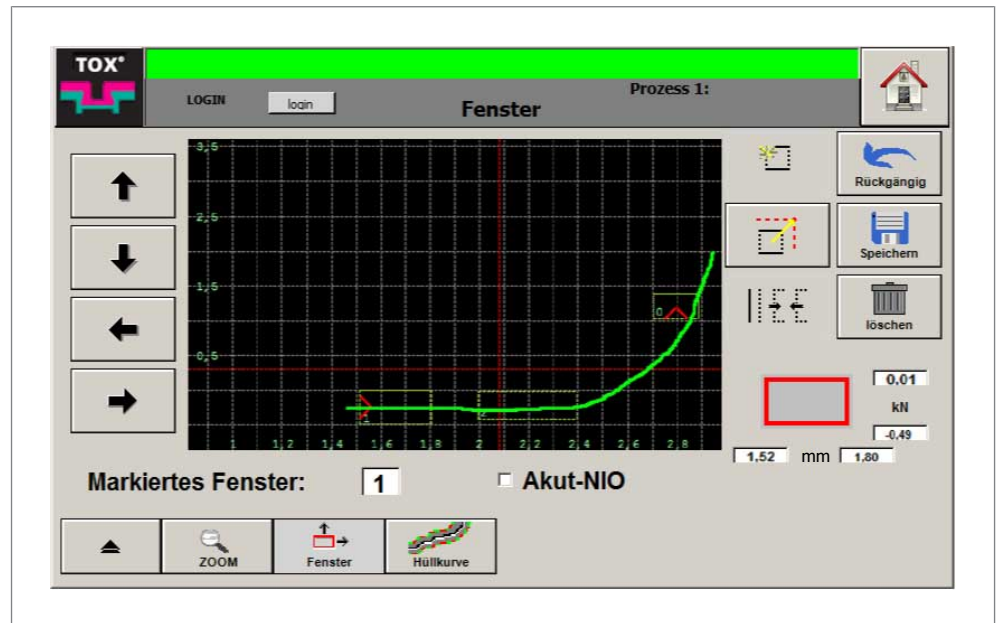 TOX®
LOGIN
login
Fenster
Prozess 1:
3,5
2,5
1,5
0,5
0
1
2
1
1,2
1,4
1,6
1,8
2
2,2
2,4
2,6
2,8
Rückgängig
Speichern
löschen
0,01
kN
-0,49
1,52 mm 1,80
Markiertes Fenster: 1
Akut-NIO
ZOOM
Fenster
Hüllkurve